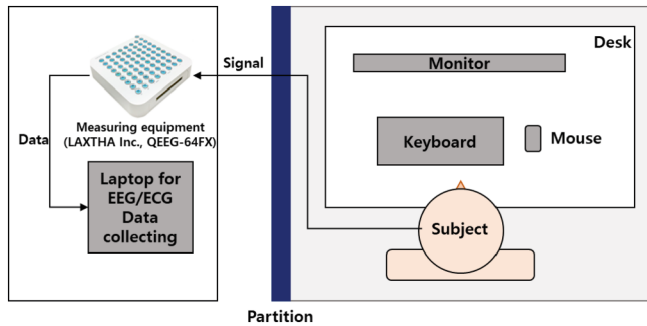 Signal
Desk
Monitor
Measuring equipment
(LAXTHA Inc., QEEG-64FX)
Data
Keyboard
Mouse
Laptop for
EEG/ECG
Data
collecting
Subject
Partition